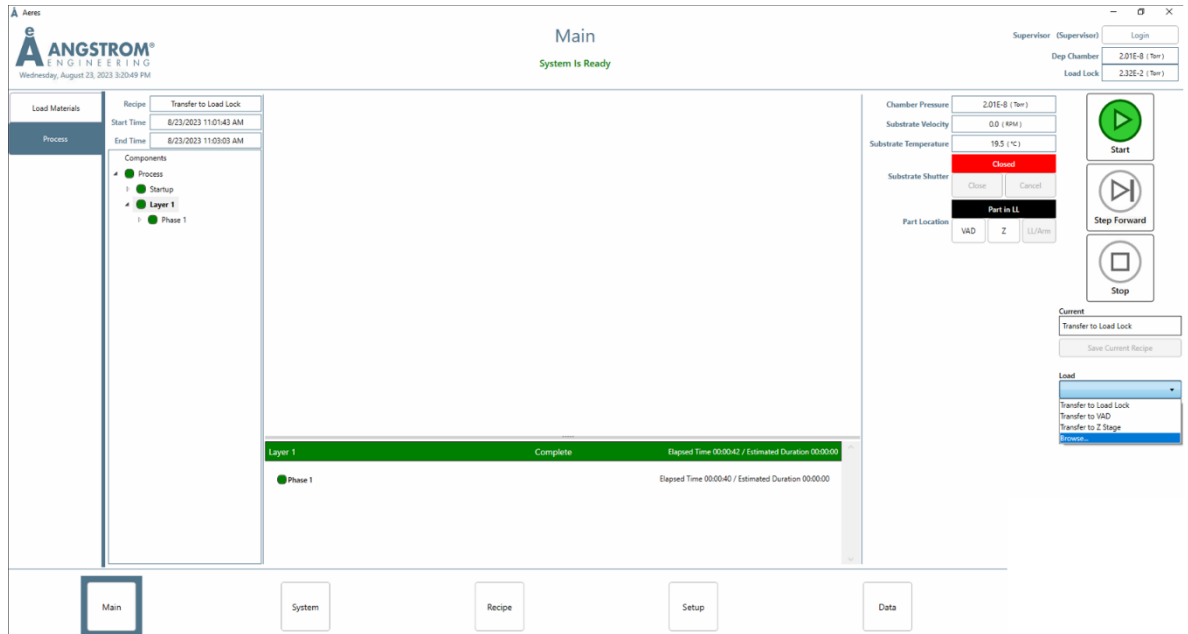 Aeres
ANGSTROM®
ENGINEERING
Wednesday, August 23, 2023 3:20:49 PM
Main
System Is Ready
Supervisor (Supervisor) Login
Dep Chamber 2.01E-8 ( Torr )
Load Lock 2.32E-2 ( Torr )
Load Materials
Process
Recipe Transfer to Load Lock
Start Time 8/23/2023 11:01:43 AM
End Time 8/23/2023 11:03:03 AM
Components
Process
Startup
Layer 1
Phase 1
Layer 1 Complete Elapsed Time 00:00:42 / Estimated Duration 00:00:00
Phase 1 Elapsed Time 00:00:40 / Estimated Duration 00:00:00
Chamber Pressure 2.01E-8 ( Torr )
Substrate Velocity 0.0 ( RPM )
Substrate Temperature 19.5 ( °C )
Substrate Shutter Closed
Close Cancel
Part Location Part in LL
VAD Z LL/Arm
Start
Step Forward
Stop
Current
Transfer to Load Lock
Save Current Recipe
Load
Transfer to Load Lock
Transfer to VAD
Transfer to Z Stage
Browse...
Main System Recipe Setup Data